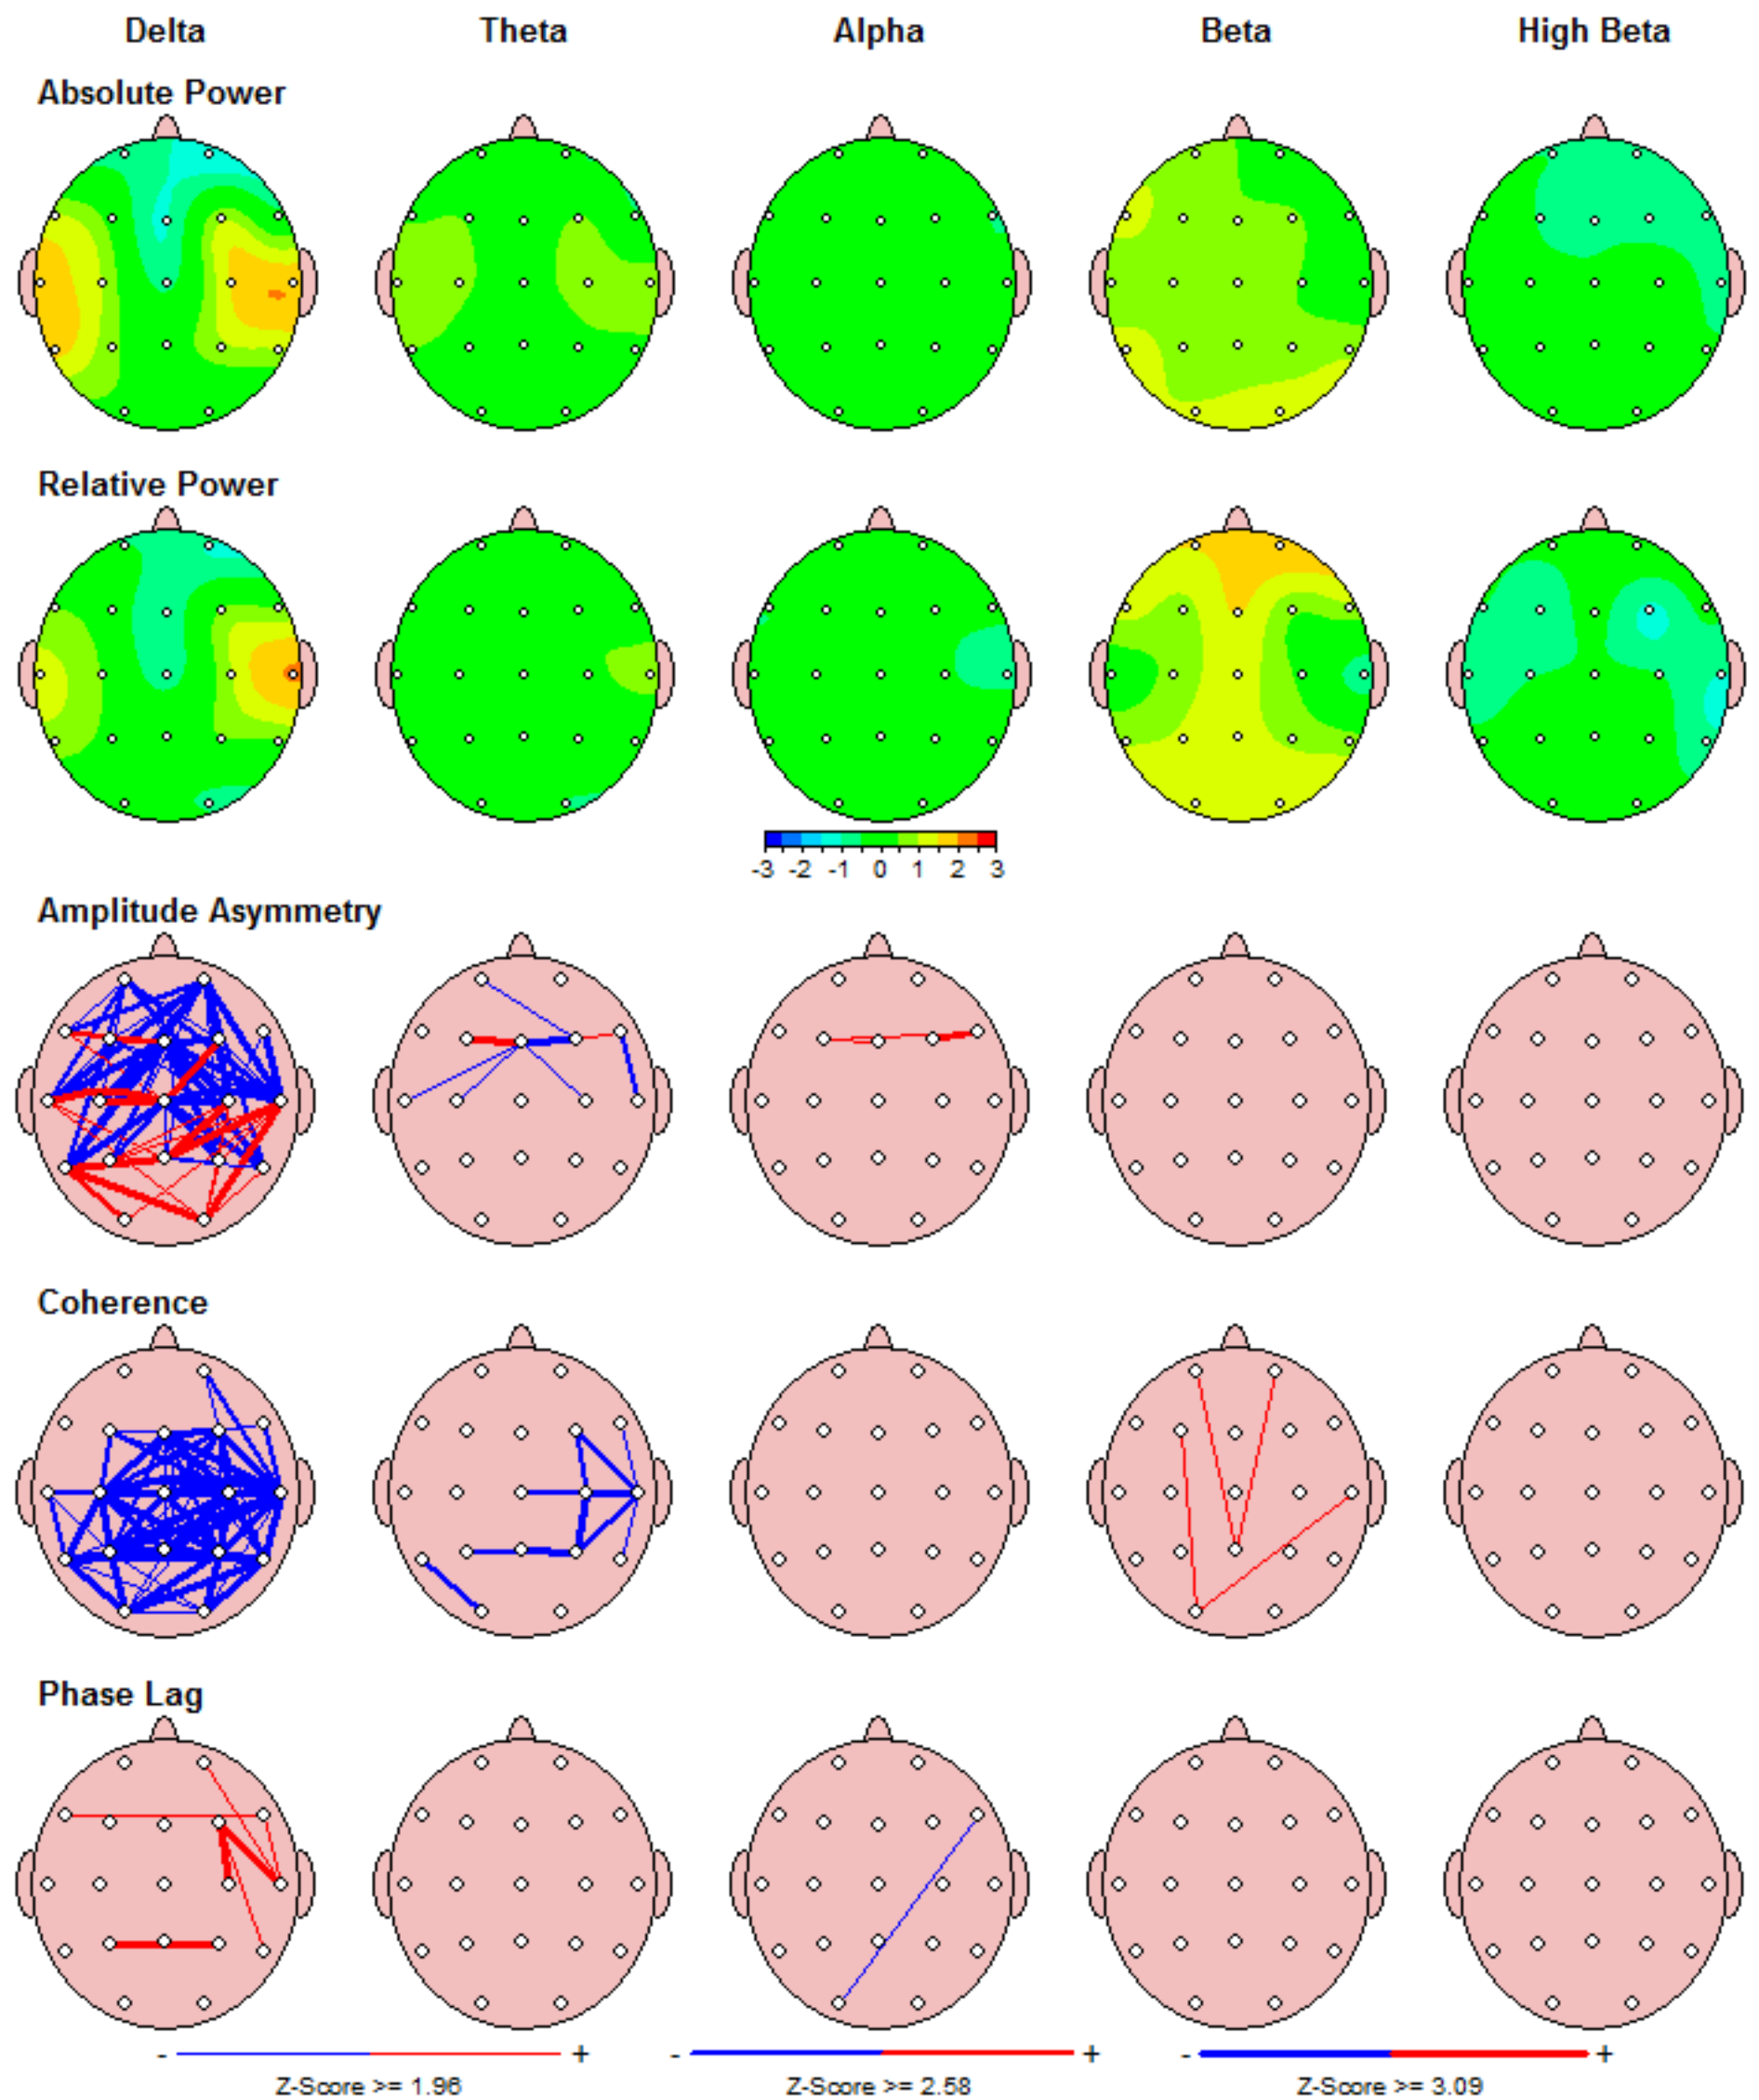 Delta Theta Alpha Beta High Beta
Absolute Power
Relative Power
-3 -2 -1 0 1 2 3
Amplitude Asymmetry
Coherence
Phase Lag
- + - + - +
Z-Score >= 1.96 Z-Score >= 2.58 Z-Score >= 3.09